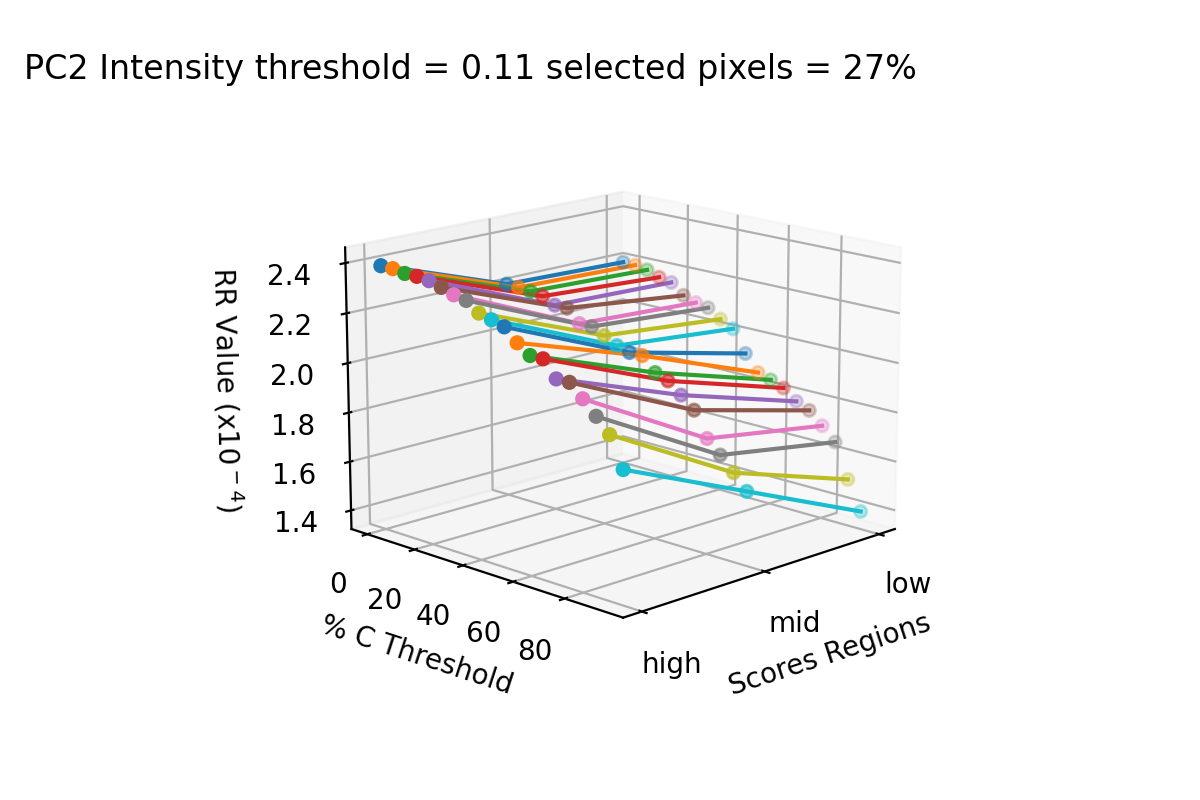 PC2 Intensity threshold = 0.11 selected pixels = 27%
RR Value (x10⁻⁴)
2.4
2.2
2.0
1.8
1.6
1.4
0
20
40
60
80
% C Threshold
high
mid
low
Scores Regions